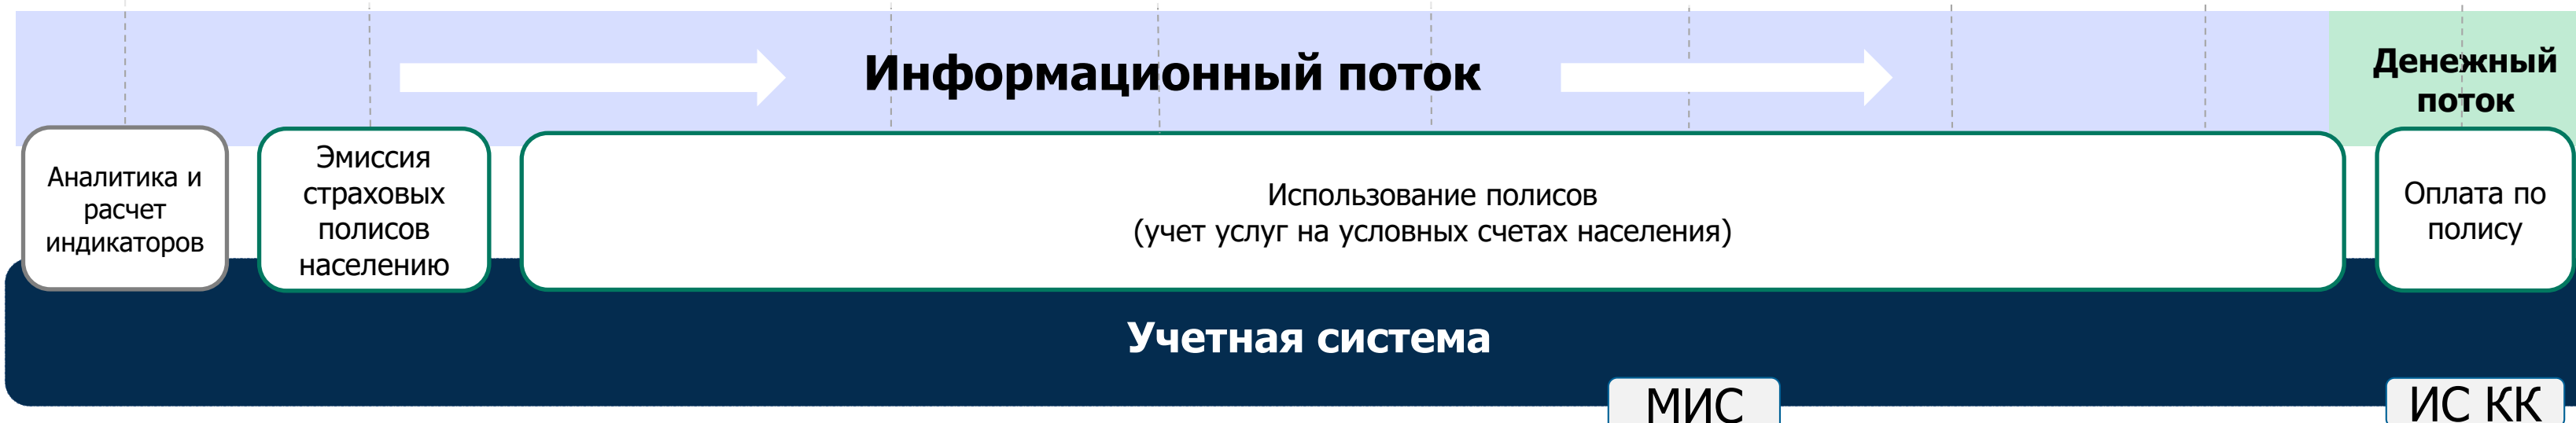 Информационный поток
Денежный
поток
Аналитика и
расчет
индикаторов
Эмиссия
страховых
полисов
населению
Использование полисов
(учет услуг на условных счетах населения)
Оплата по
полису
Учетная система
МИС
ИС КК